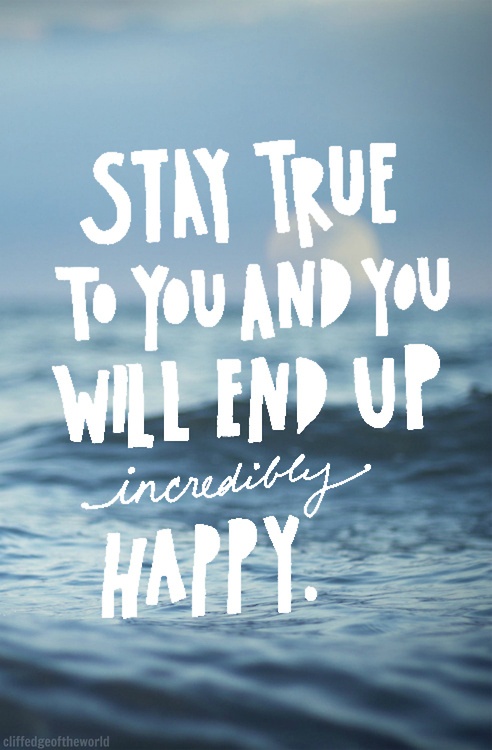 STAY TRUE
TO YOU AND YOU
WILL END UP
incredibly
HAPPY.
cliffedgeoftheworld